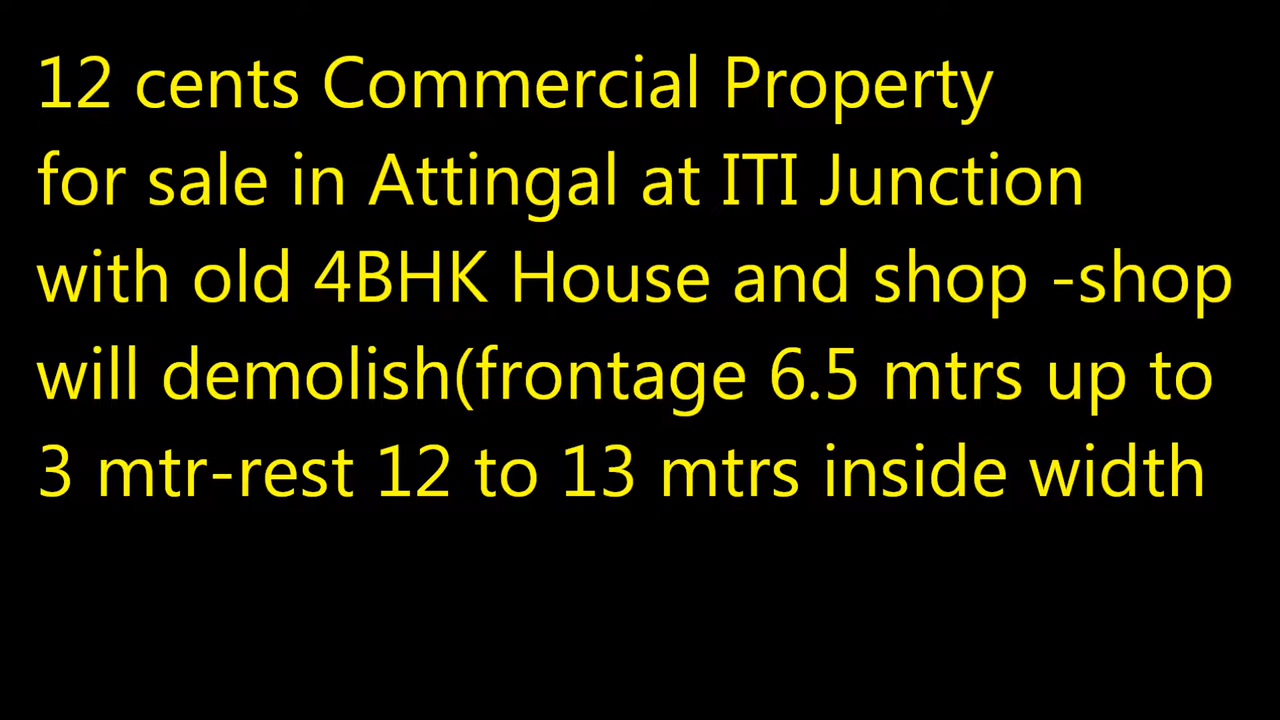 12 cents Commercial Property
for sale in Attingal at ITI Junction
with old 4BHK House and shop -shop
will demolish(frontage 6.5 mtrs up to
3 mtr-rest 12 to 13 mtrs inside width